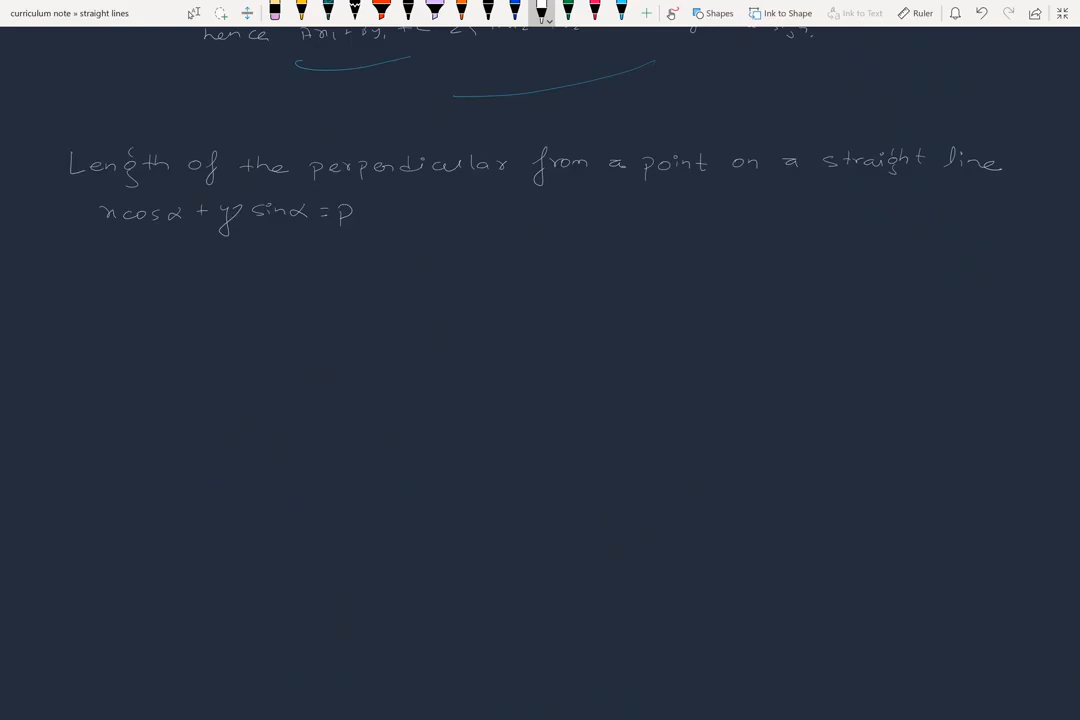 curriculum note » straight lines
Shapes Ink to Shape Ink to Text Ruler
hence
Length of the perpendicular from a point on a straight line
x cos α + y sin α = p